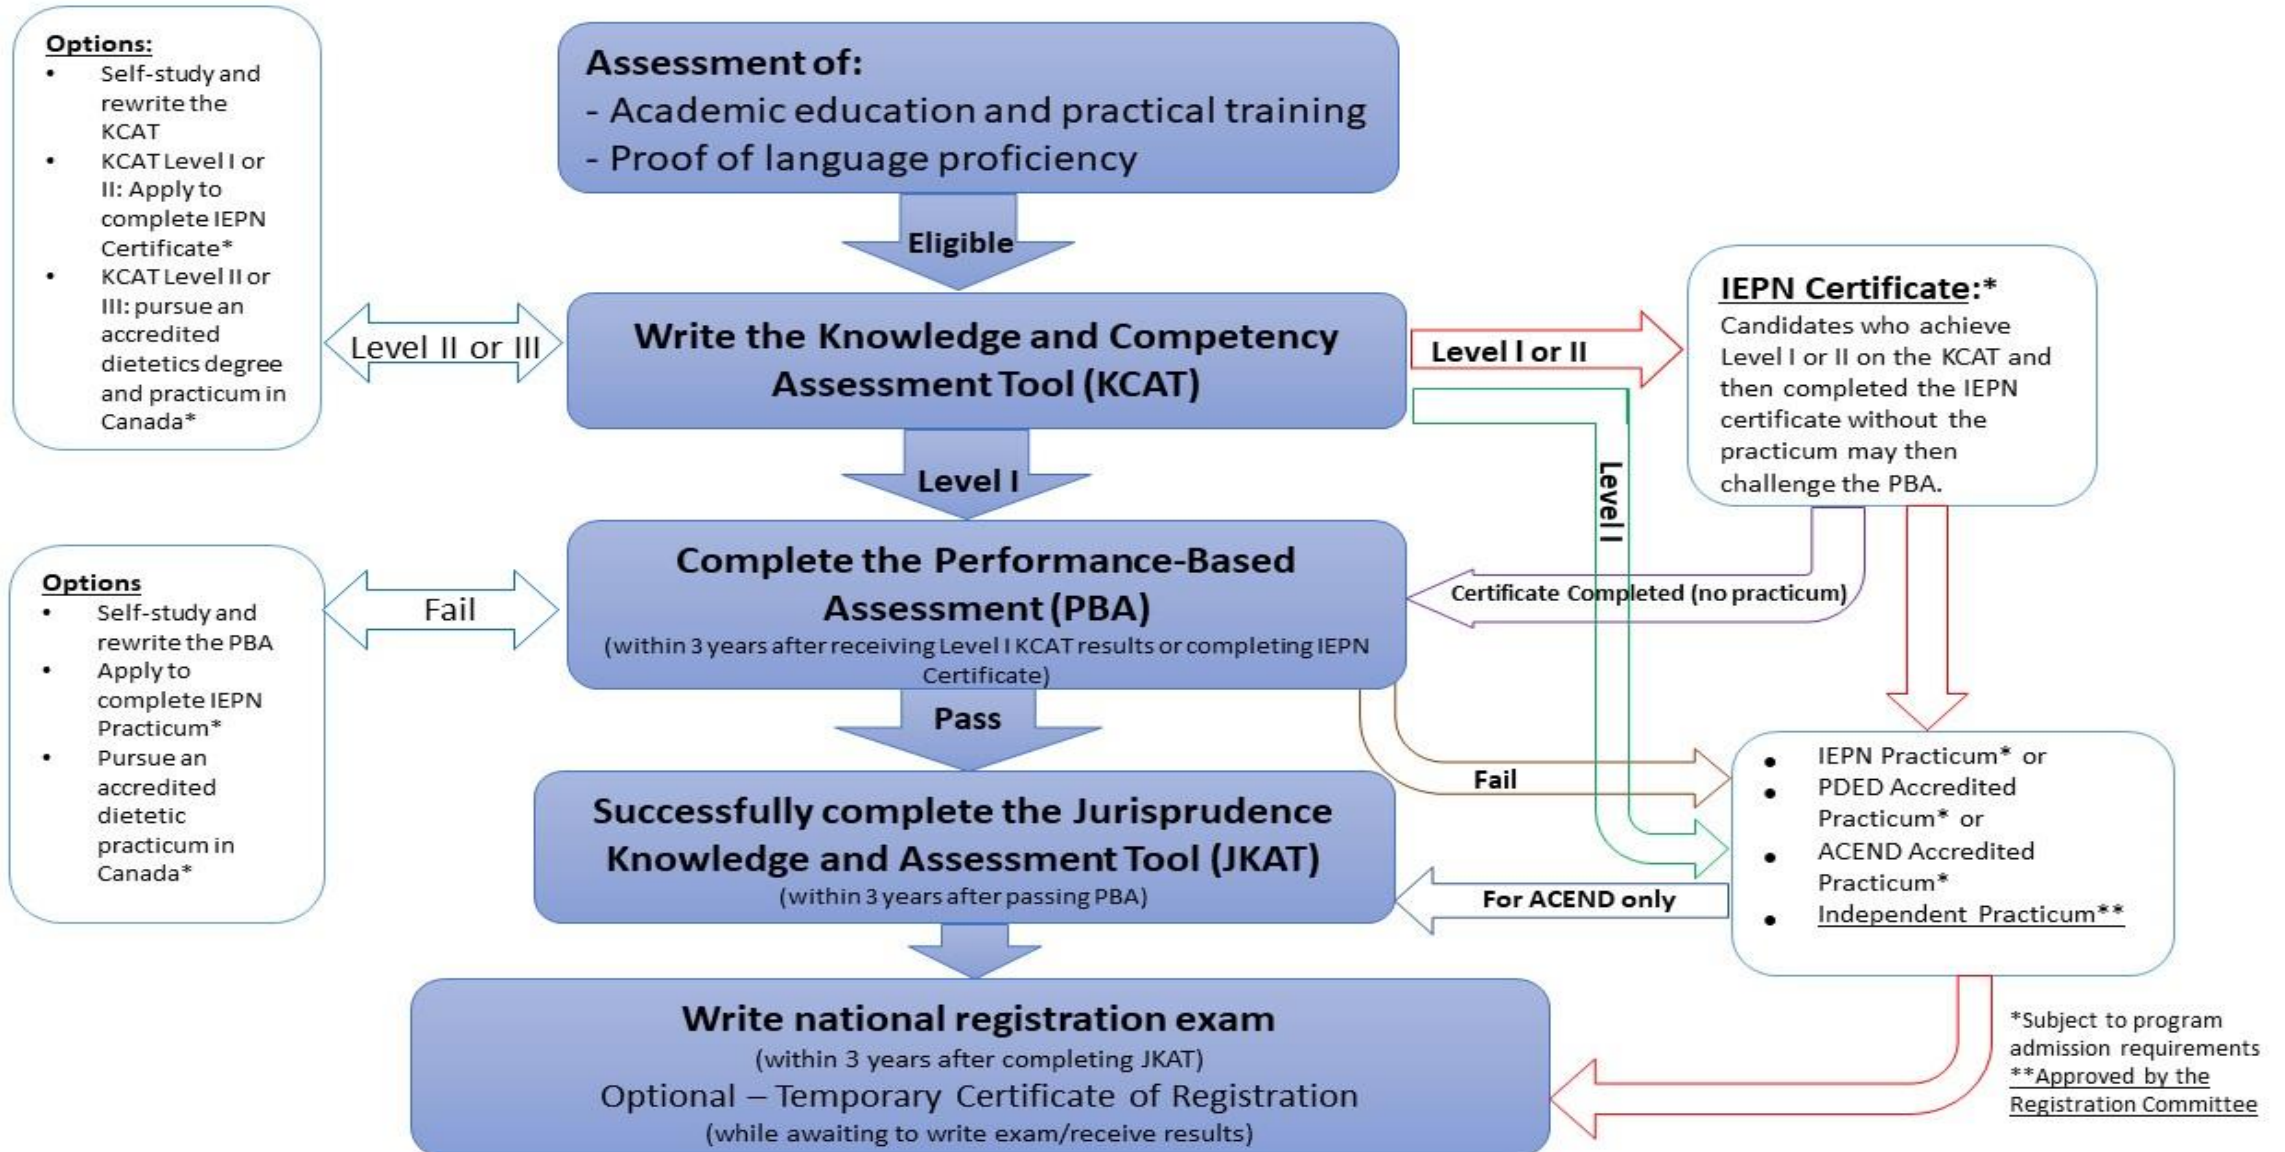 Options:
• Self-study and
rewrite the
KCAT
• KCAT Level I or
II: Apply to
complete IEPN
Certificate*
• KCAT Level II or
III: pursue an
accredited
dietetics degree
and practicum in
Canada*
Assessment of:
- Academic education and practical training
- Proof of language proficiency
Eligible
Level II or III
Write the Knowledge and Competency
Assessment Tool (KCAT)
Level I or II
IEPN Certificate:*
Candidates who achieve
Level I or II on the KCAT and
then completed the IEPN
certificate without the
practicum may then
challenge the PBA.
Level I
Level I
Options
• Self-study and
rewrite the PBA
• Apply to
complete IEPN
Practicum*
• Pursue an
accredited
dietetic
practicum in
Canada*
Fail
Complete the Performance-Based
Assessment (PBA)
(within 3 years after receiving Level I KCAT results or completing IEPN
Certificate)
Certificate Completed (no practicum)
Pass
Fail
• IEPN Practicum* or
• PDED Accredited
Practicum* or
• ACEND Accredited
Practicum*
• Independent Practicum**
Successfully complete the Jurisprudence
Knowledge and Assessment Tool (JKAT)
(within 3 years after passing PBA)
For ACEND only
Write national registration exam
(within 3 years after completing JKAT)
Optional – Temporary Certificate of Registration
(while awaiting to write exam/receive results)
*Subject to program
admission requirements
**Approved by the
Registration Committee